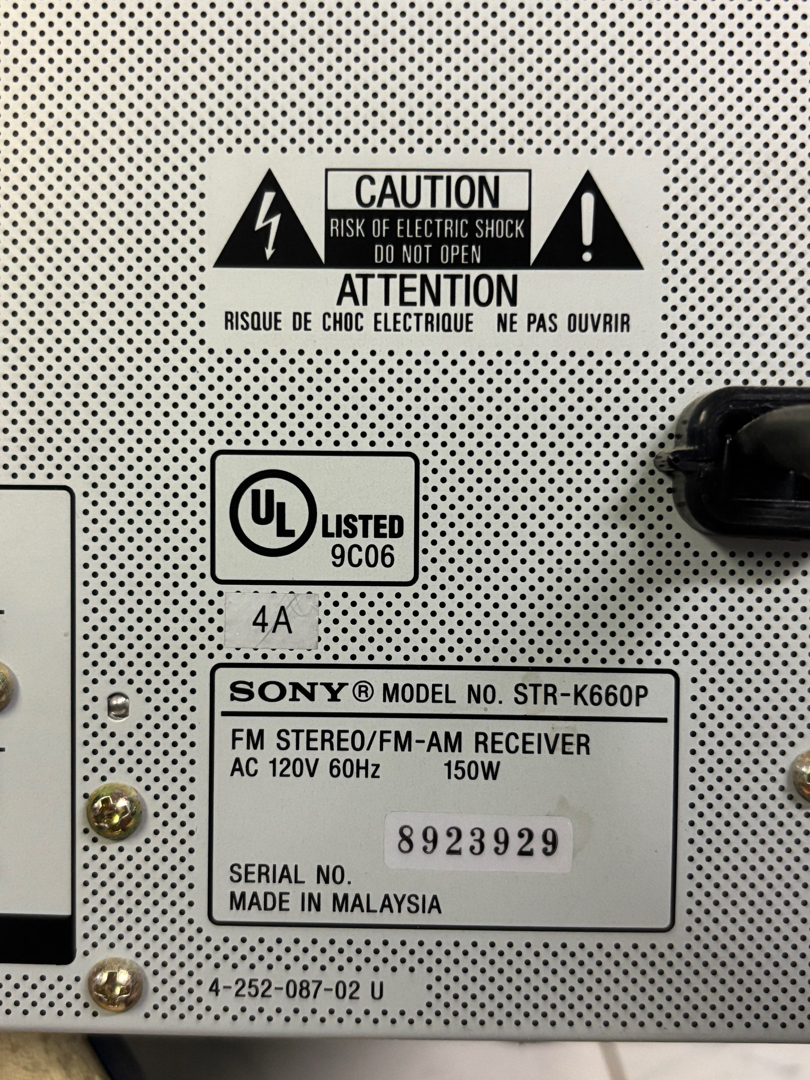 CAUTION
RISK OF ELECTRIC SHOCK
DO NOT OPEN
ATTENTION
RISQUE DE CHOC ELECTRIQUE NE PAS OUVRIR
UL LISTED
9C06
4A
SONY® MODEL NO. STR-K660P
FM STEREO/FM-AM RECEIVER
AC 120V 60Hz 150W
8923929
SERIAL NO.
MADE IN MALAYSIA
4-252-087-02 U